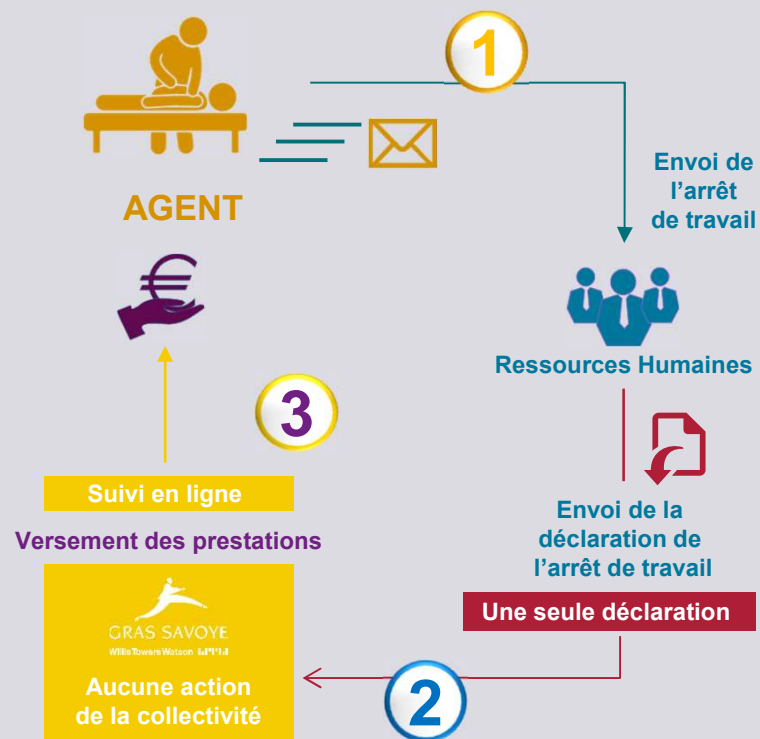 1
AGENT
Envoi de
l’arrêt
de travail
Ressources Humaines
3
Suivi en ligne
Versement des prestations
Envoi de la
déclaration de
l’arrêt de travail
Une seule déclaration
GRAS SAVOYE
WillisTowersWatson
Aucune action
de la collectivité
2